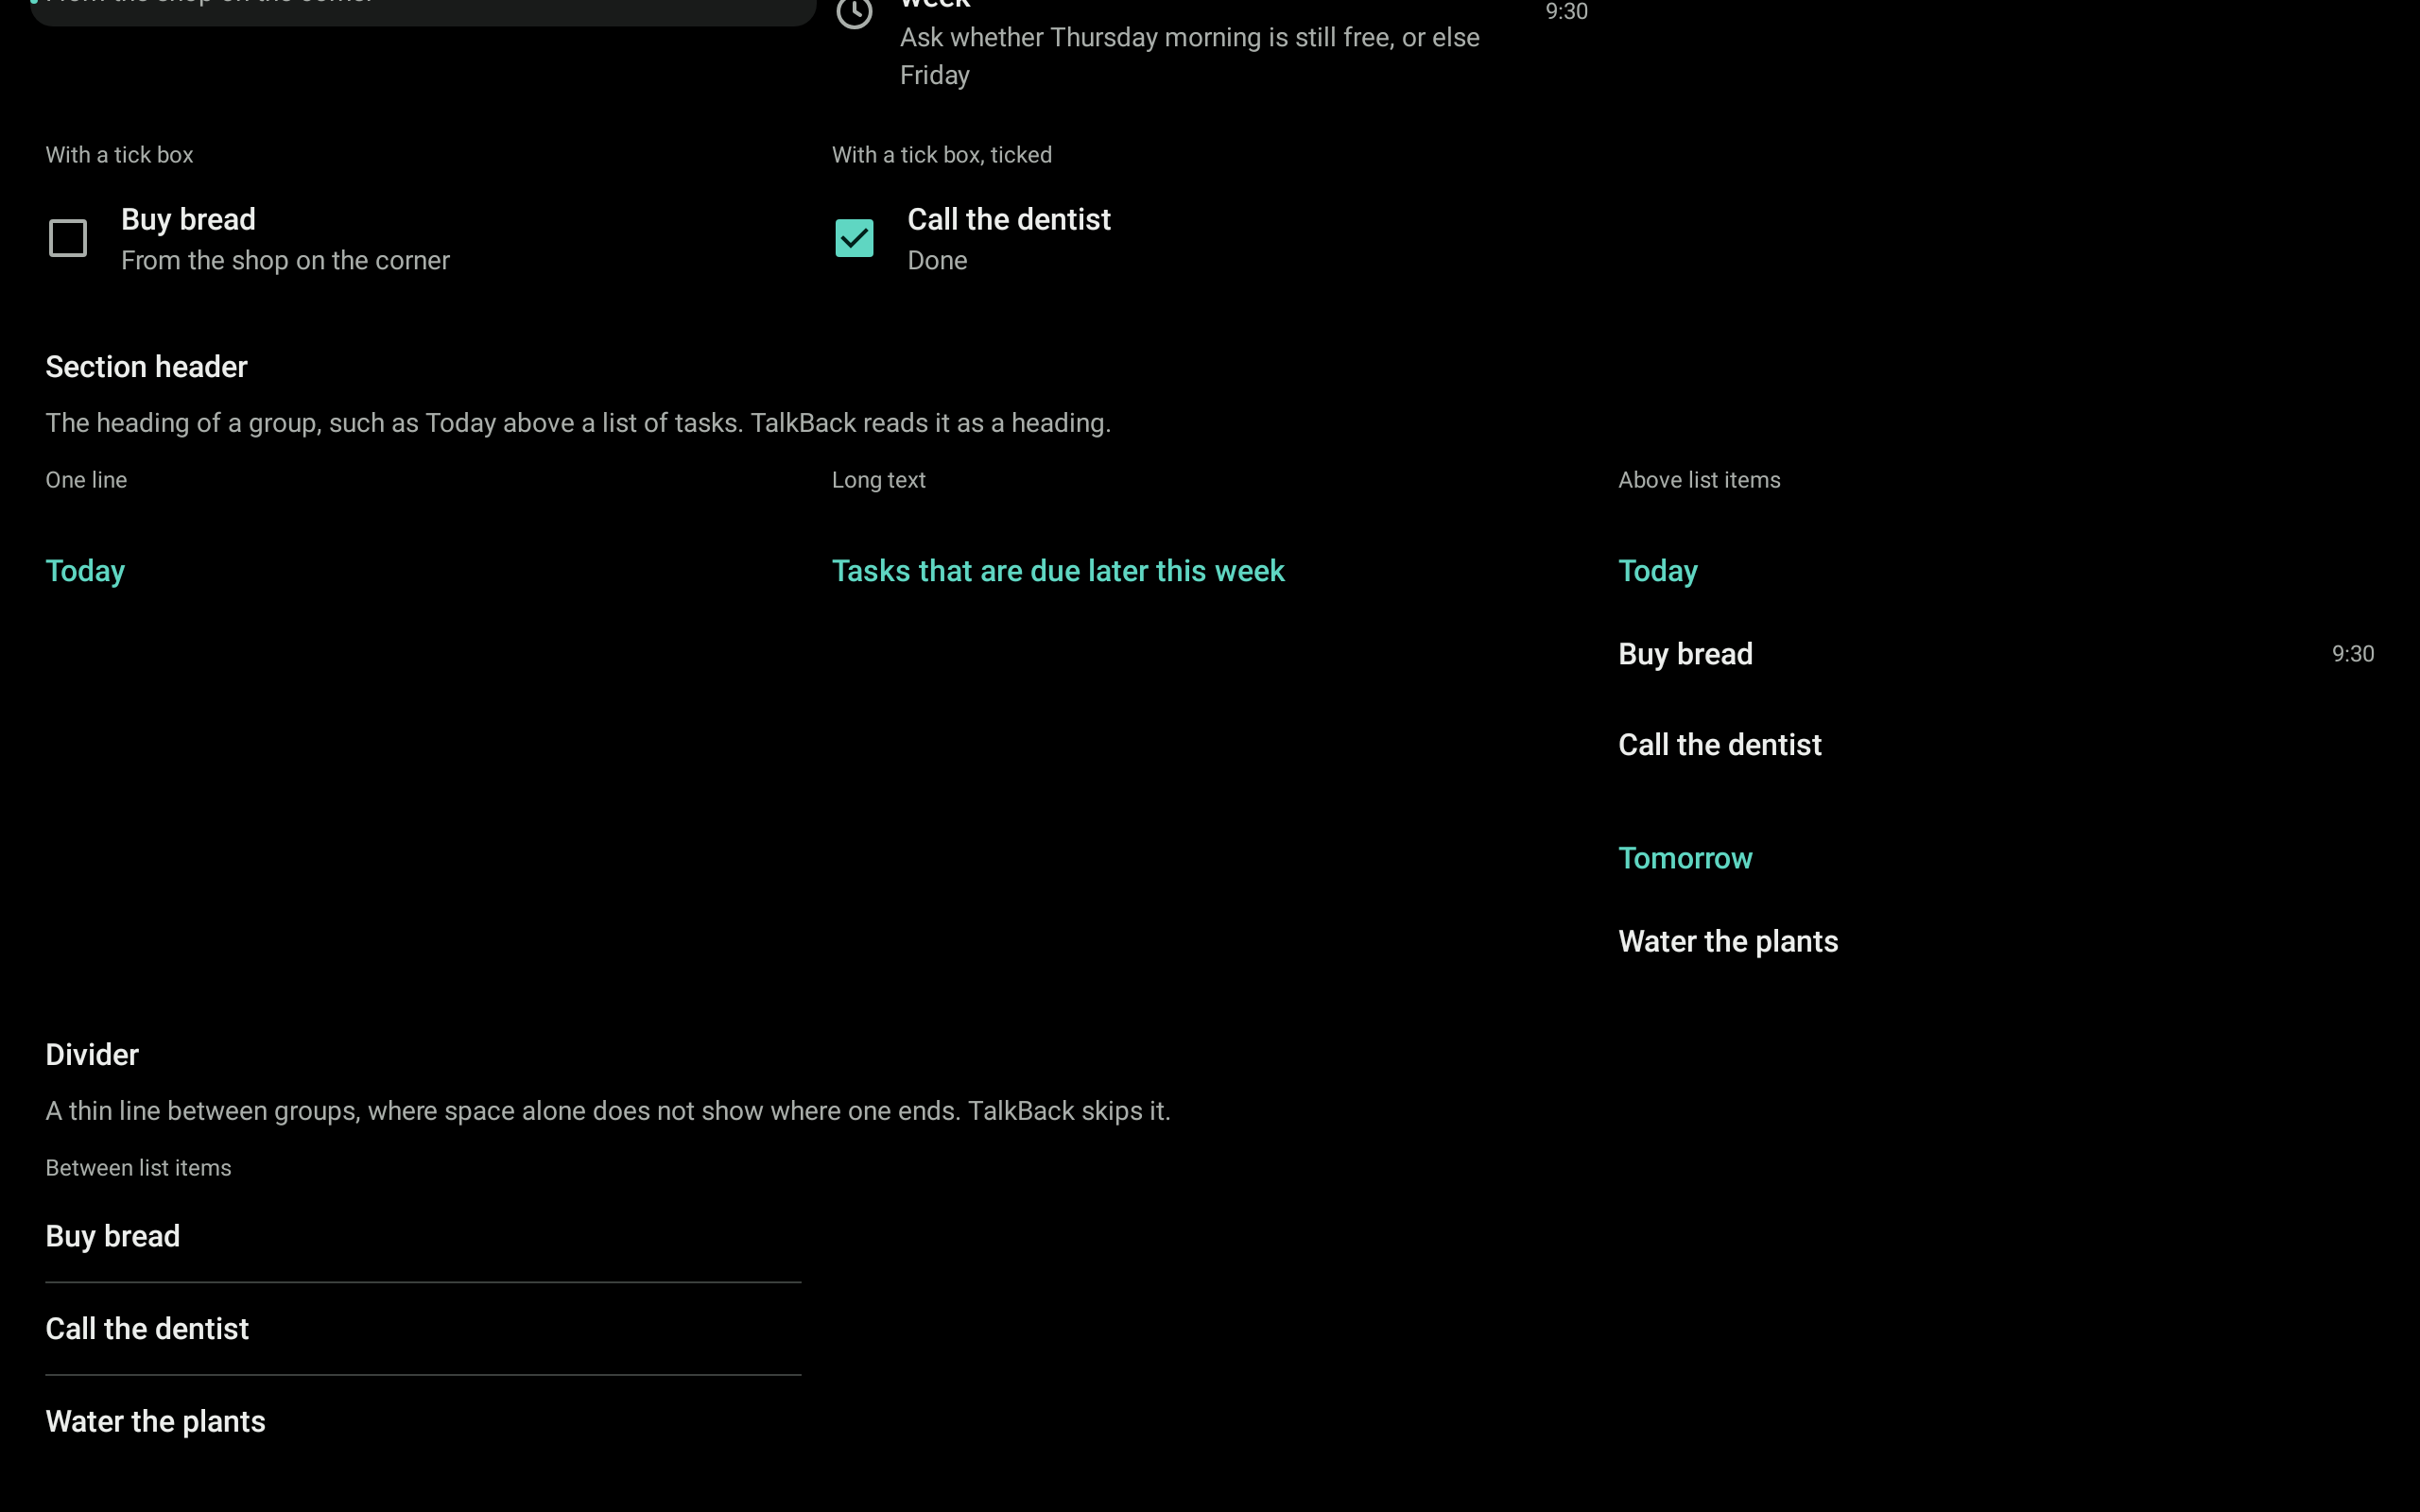 week
9:30
Ask whether Thursday morning is still free, or else
Friday
With a tick box
With a tick box, ticked
Buy bread
From the shop on the corner
Call the dentist
Done
Section header
The heading of a group, such as Today above a list of tasks. TalkBack reads it as a heading.
One line
Long text
Above list items
Today
Tasks that are due later this week
Today
Buy bread
9:30
Call the dentist
Tomorrow
Water the plants
Divider
A thin line between groups, where space alone does not show where one ends. TalkBack skips it.
Between list items
Buy bread
Call the dentist
Water the plants